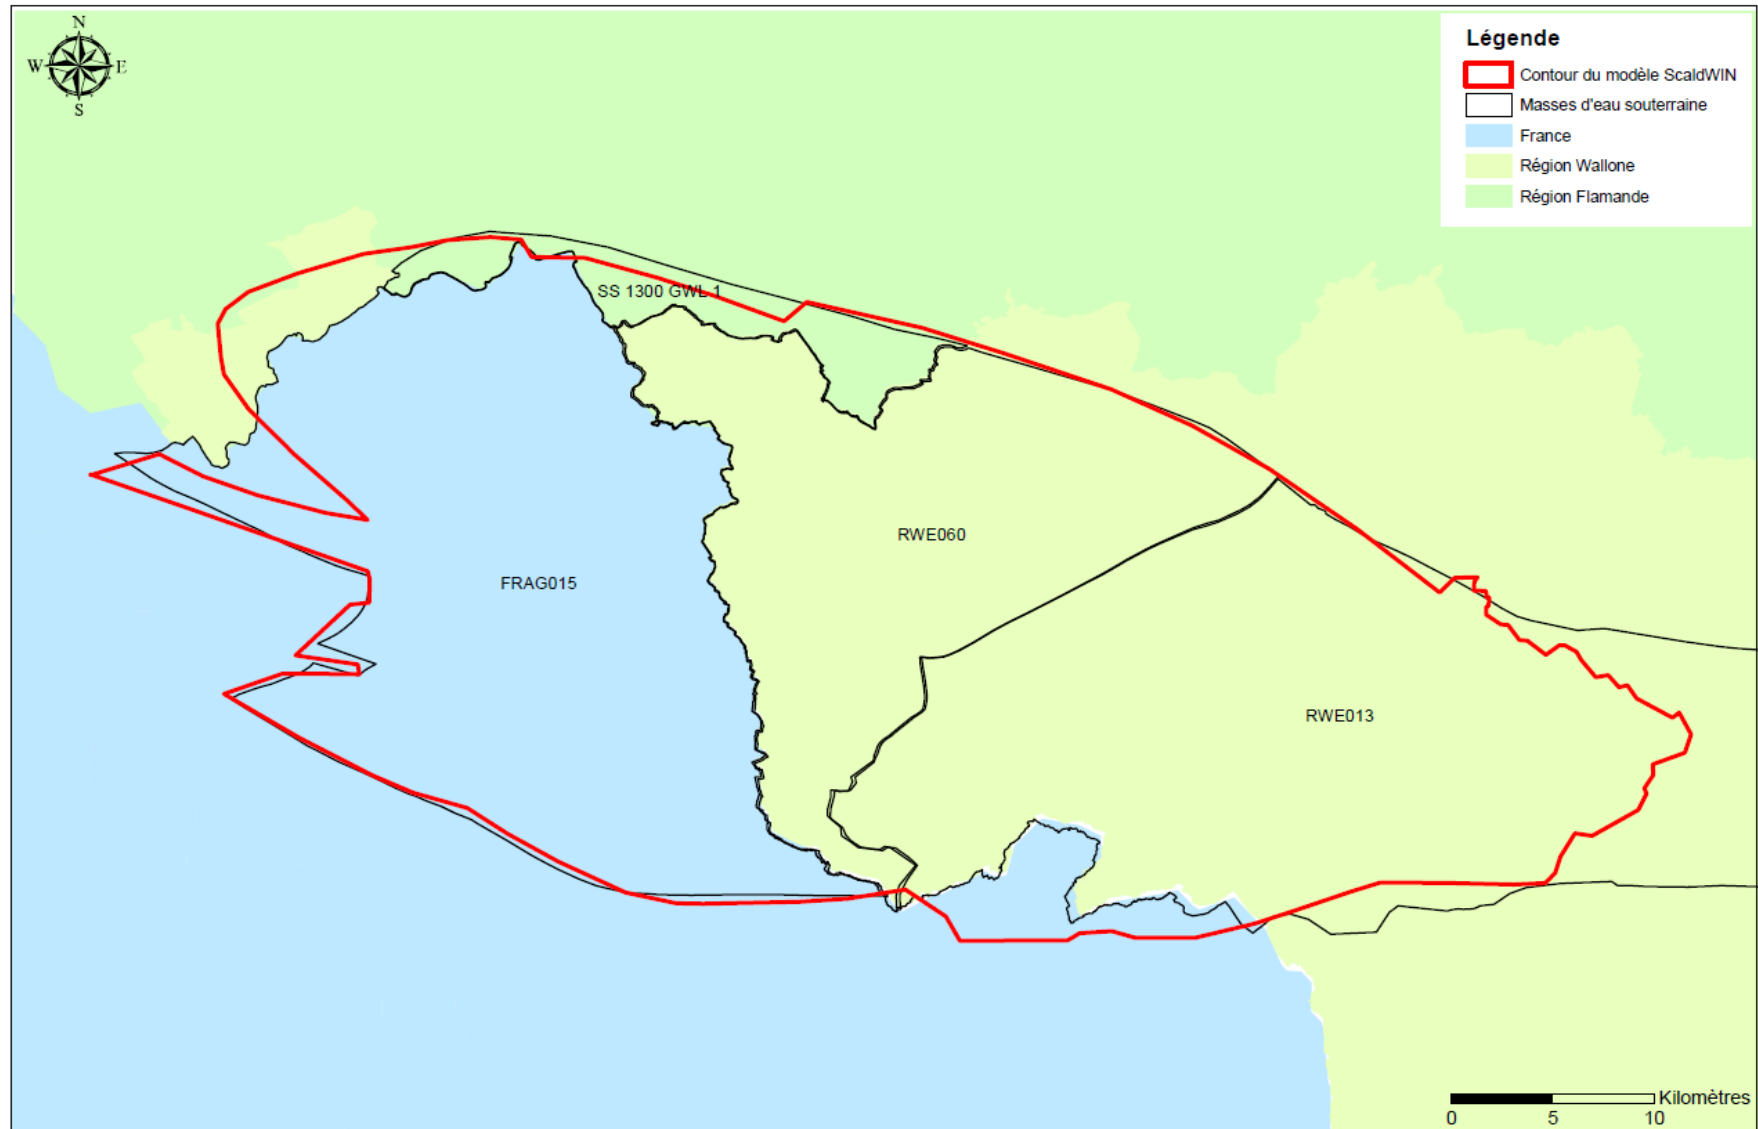 N
W E
S
Légende
Contour du modèle ScaldWIN
Masses d'eau souterraine
France
Région Wallone
Région Flamande
SS 1300 GWL 1
RWE060
FRAG015
RWE013
Kilomètres
0 5 10